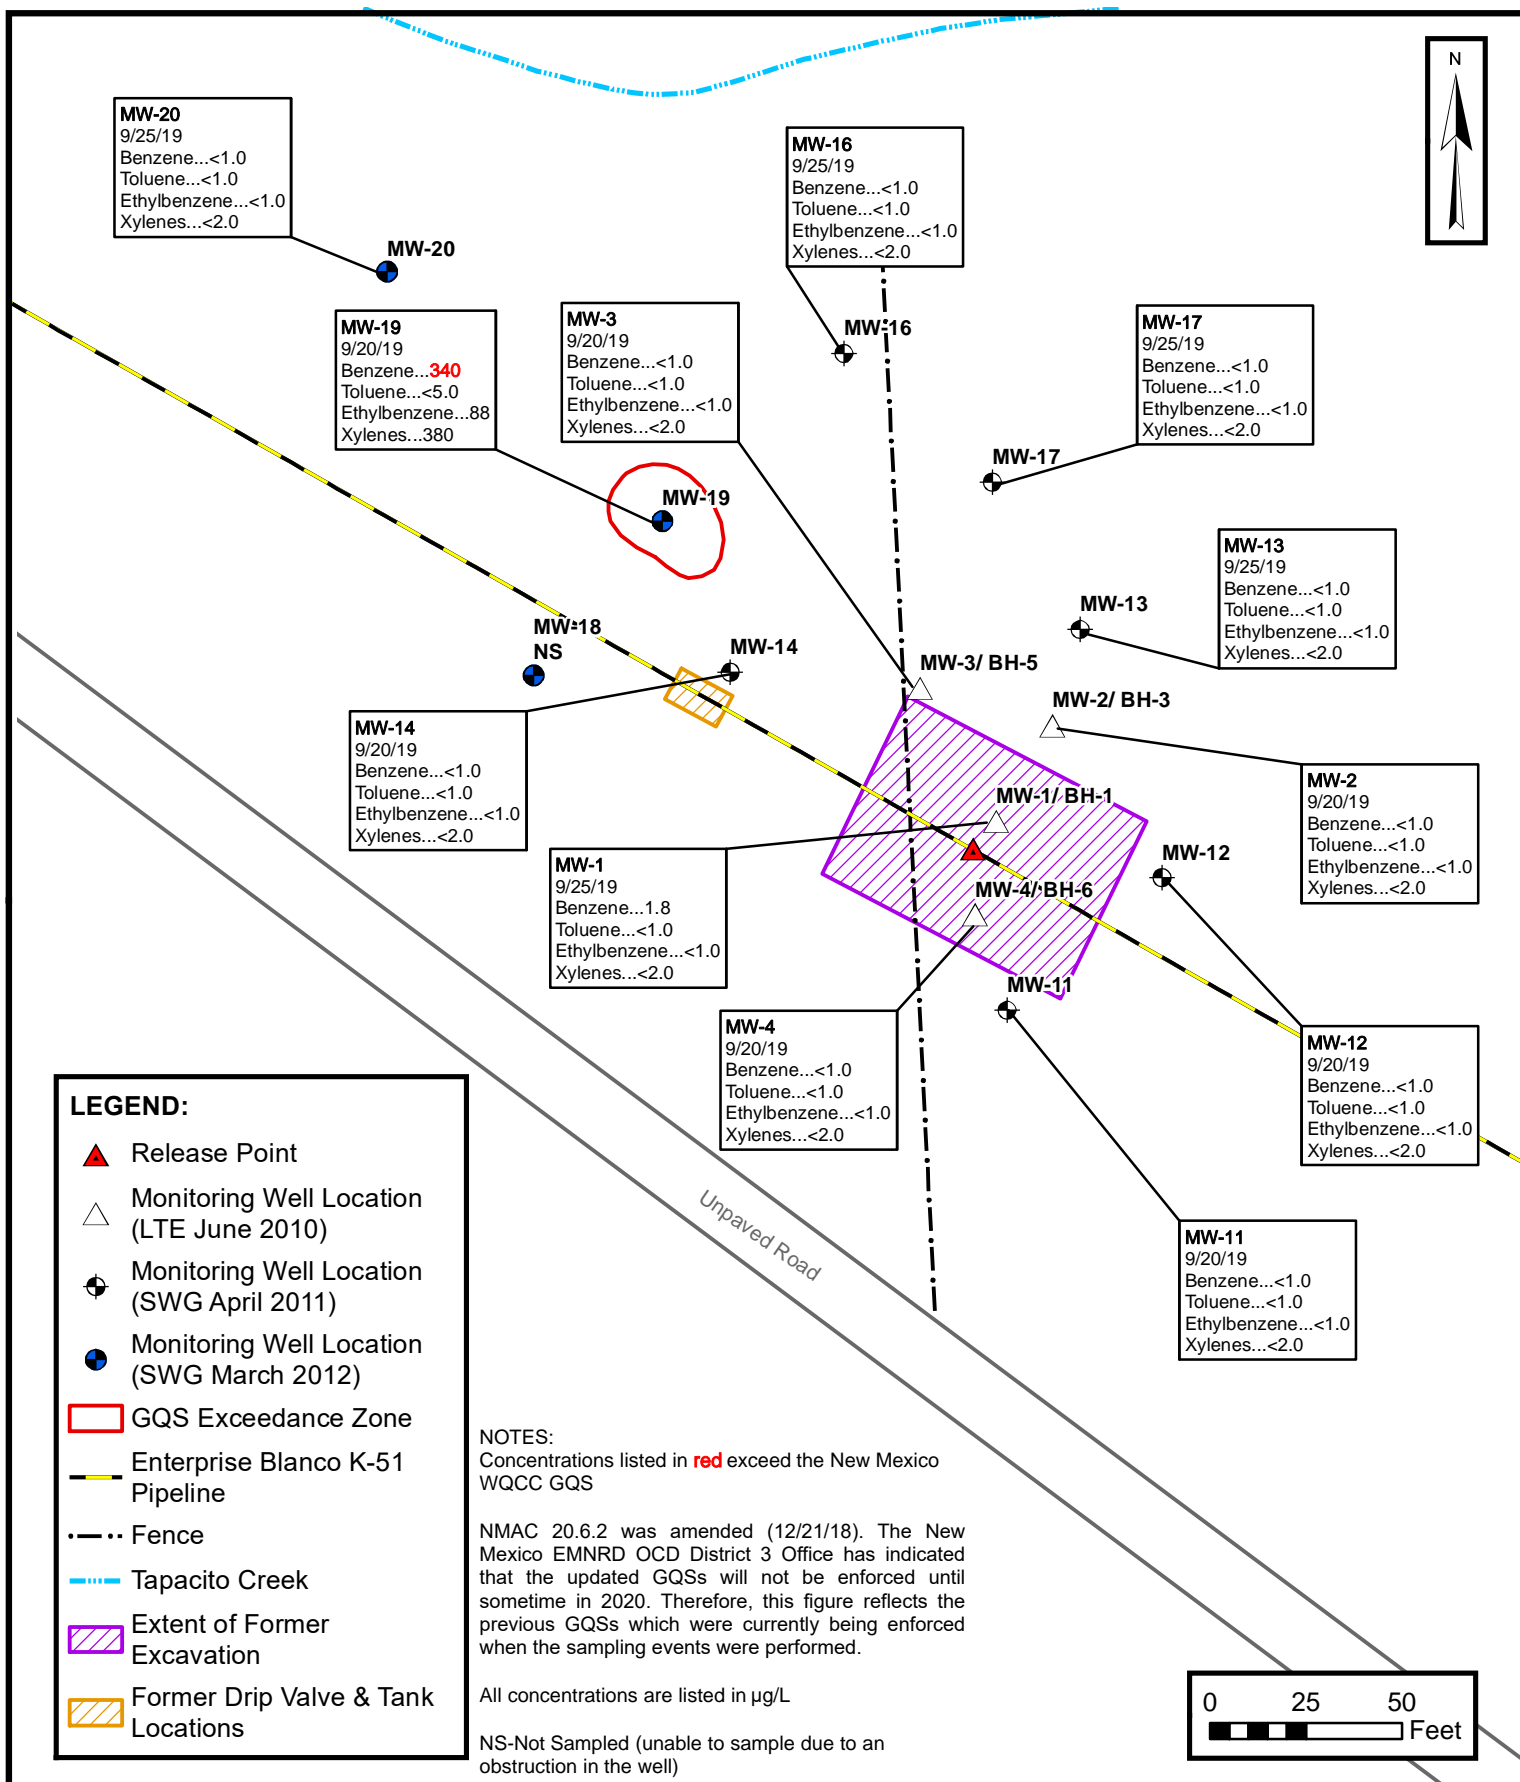 N
MW-20
9/25/19
Benzene...<1.0
Toluene...<1.0
Ethylbenzene...<1.0
Xylenes...<2.0
MW-20
MW-16
9/25/19
Benzene...<1.0
Toluene...<1.0
Ethylbenzene...<1.0
Xylenes...<2.0
MW-16
MW-19
9/20/19
Benzene...340
Toluene...<5.0
Ethylbenzene...88
Xylenes...380
MW-19
MW-3
9/20/19
Benzene...<1.0
Toluene...<1.0
Ethylbenzene...<1.0
Xylenes...<2.0
MW-17
9/25/19
Benzene...<1.0
Toluene...<1.0
Ethylbenzene...<1.0
Xylenes...<2.0
MW-17
MW-13
9/25/19
Benzene...<1.0
Toluene...<1.0
Ethylbenzene...<1.0
Xylenes...<2.0
MW-13
MW-18
NS
MW-14
MW-3/ BH-5
MW-2/ BH-3
MW-14
9/20/19
Benzene...<1.0
Toluene...<1.0
Ethylbenzene...<1.0
Xylenes...<2.0
MW-2
9/20/19
Benzene...<1.0
Toluene...<1.0
Ethylbenzene...<1.0
Xylenes...<2.0
MW-1/ BH-1
MW-12
MW-1
9/25/19
Benzene...1.8
Toluene...<1.0
Ethylbenzene...<1.0
Xylenes...<2.0
MW-4/ BH-6
MW-11
MW-4
9/20/19
Benzene...<1.0
Toluene...<1.0
Ethylbenzene...<1.0
Xylenes...<2.0
MW-12
9/20/19
Benzene...<1.0
Toluene...<1.0
Ethylbenzene...<1.0
Xylenes...<2.0
MW-11
9/20/19
Benzene...<1.0
Toluene...<1.0
Ethylbenzene...<1.0
Xylenes...<2.0
Unpaved Road
LEGEND:
Release Point
Monitoring Well Location
(LTE June 2010)
Monitoring Well Location
(SWG April 2011)
Monitoring Well Location
(SWG March 2012)
GQS Exceedance Zone
Enterprise Blanco K-51
Pipeline
Fence
Tapacito Creek
Extent of Former
Excavation
Former Drip Valve & Tank
Locations
NOTES:
Concentrations listed in red exceed the New Mexico
WQCC GQS
NMAC 20.6.2 was amended (12/21/18). The New
Mexico EMNRD OCD District 3 Office has indicated
that the updated GQSs will not be enforced until
sometime in 2020. Therefore, this figure reflects the
previous GQSs which were currently being enforced
when the sampling events were performed.
All concentrations are listed in µg/L
NS-Not Sampled (unable to sample due to an
obstruction in the well)
0 25 50
Feet